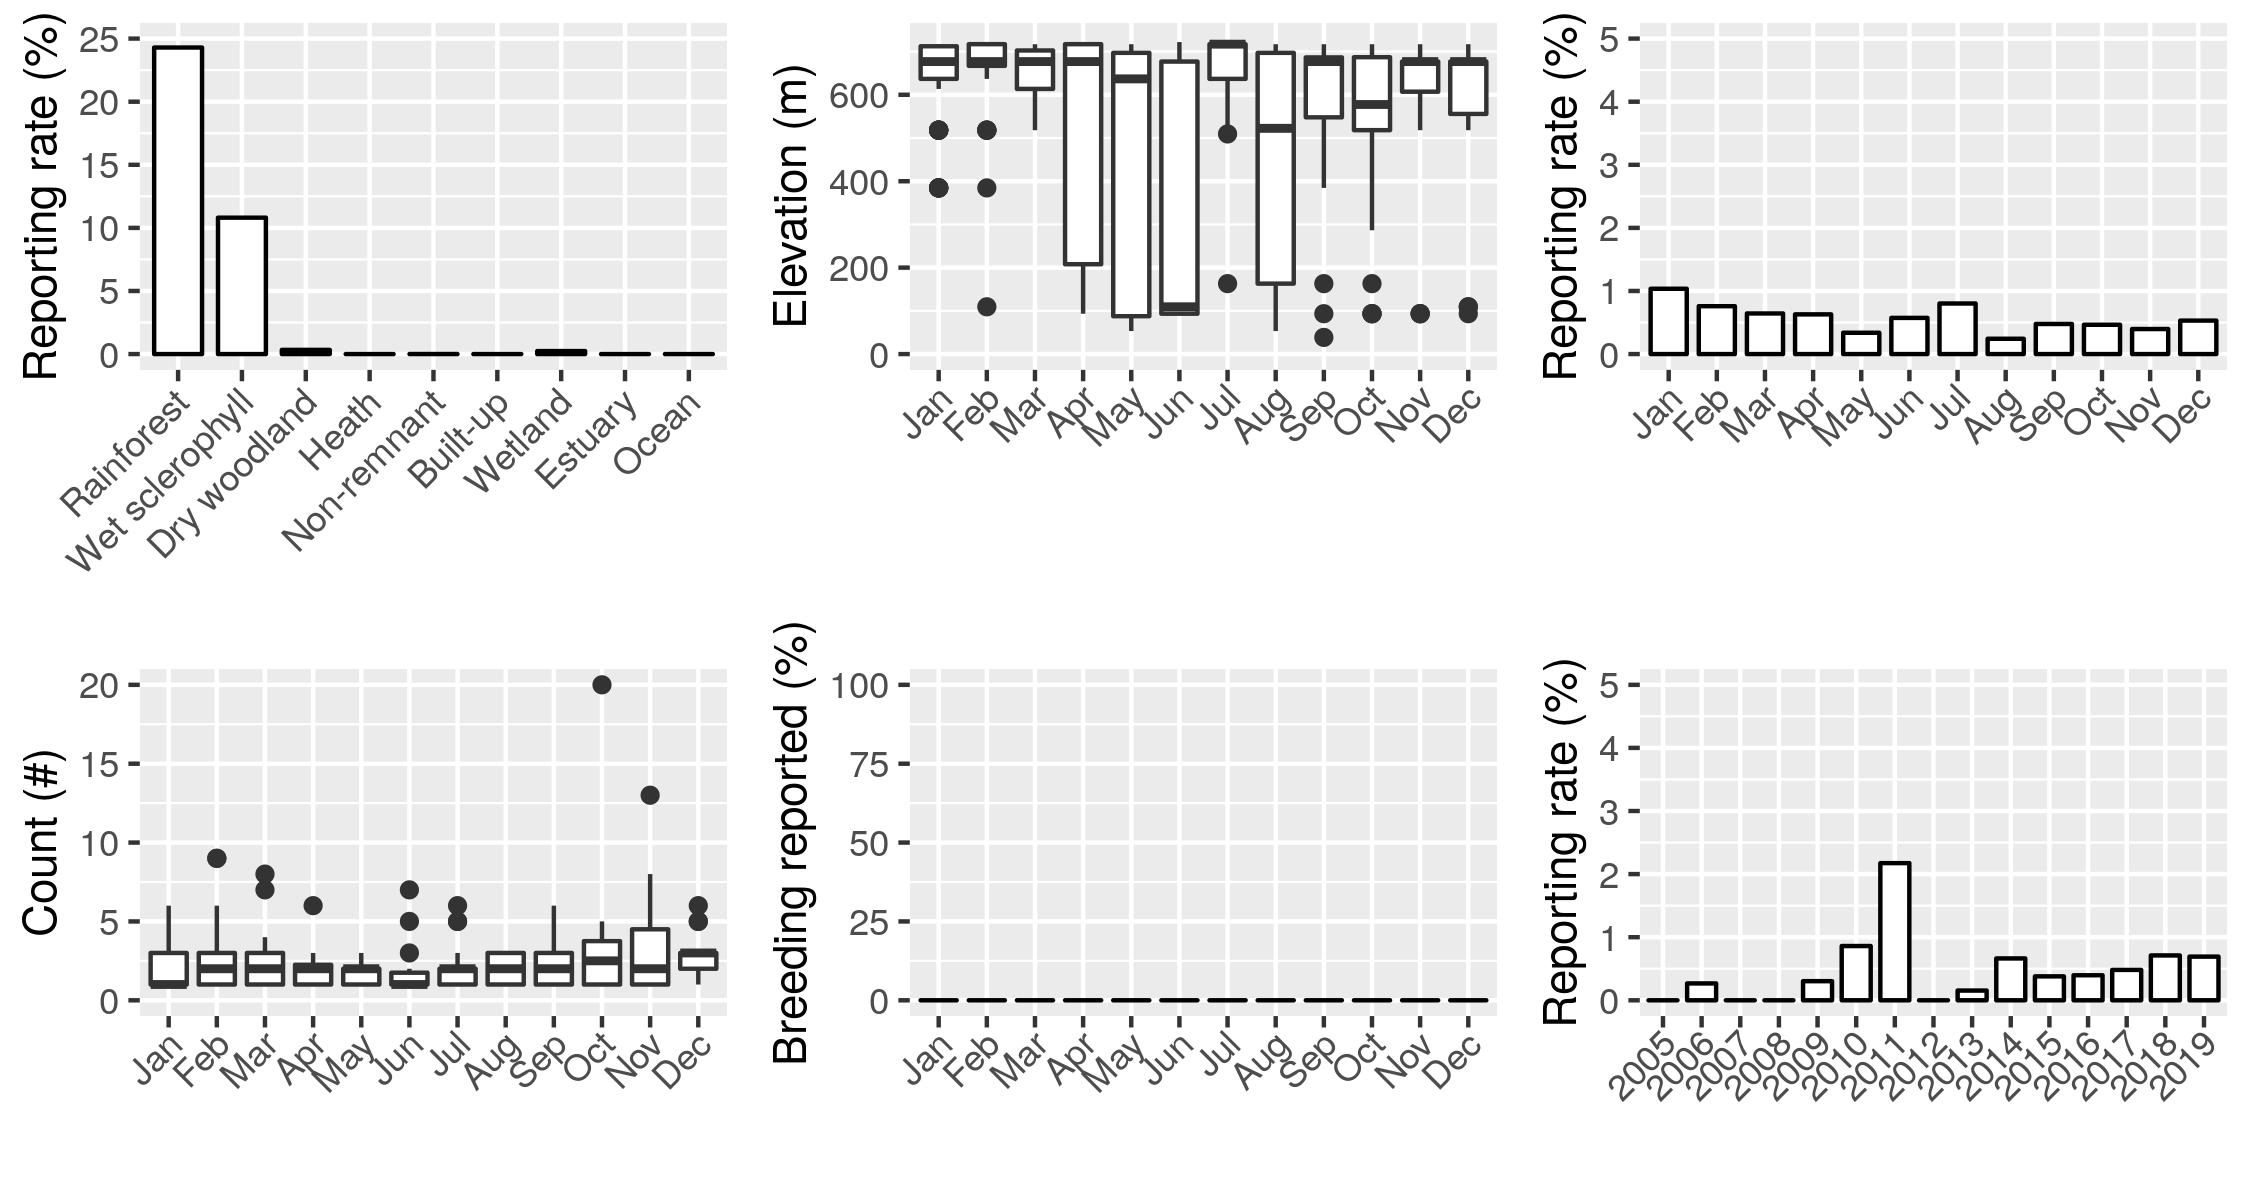 Reporting rate (%)
25
20
15
10
5
0
Rainforest
Wet sclerophyll
Dry woodland
Heath
Non-remnant
Built-up
Wetland
Estuary
Ocean
Elevation (m)
600
400
200
0
Jan
Feb
Mar
Apr
May
Jun
Jul
Aug
Sep
Oct
Nov
Dec
Reporting rate (%)
5
4
3
2
1
0
Jan
Feb
Mar
Apr
May
Jun
Jul
Aug
Sep
Oct
Nov
Dec
Count (#)
20
15
10
5
0
Jan
Feb
Mar
Apr
May
Jun
Jul
Aug
Sep
Oct
Nov
Dec
Breeding reported (%)
100
75
50
25
0
Jan
Feb
Mar
Apr
May
Jun
Jul
Aug
Sep
Oct
Nov
Dec
Reporting rate (%)
5
4
3
2
1
0
2005
2006
2007
2008
2009
2010
2011
2012
2013
2014
2015
2016
2017
2018
2019